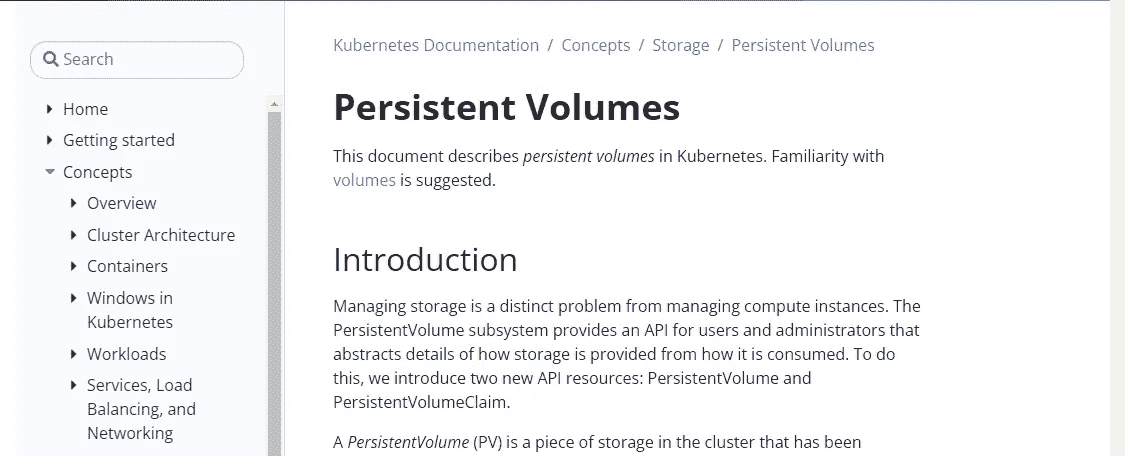 Search
Home
Getting started
Concepts
Overview
Cluster Architecture
Containers
Windows in
Kubernetes
Workloads
Services, Load
Balancing, and
Networking
Kubernetes Documentation / Concepts / Storage / Persistent Volumes
Persistent Volumes
This document describes persistent volumes in Kubernetes. Familiarity with
volumes is suggested.
Introduction
Managing storage is a distinct problem from managing compute instances. The
PersistentVolume subsystem provides an API for users and administrators that
abstracts details of how storage is provided from how it is consumed. To do
this, we introduce two new API resources: PersistentVolume and
PersistentVolumeClaim.
A PersistentVolume (PV) is a piece of storage in the cluster that has been